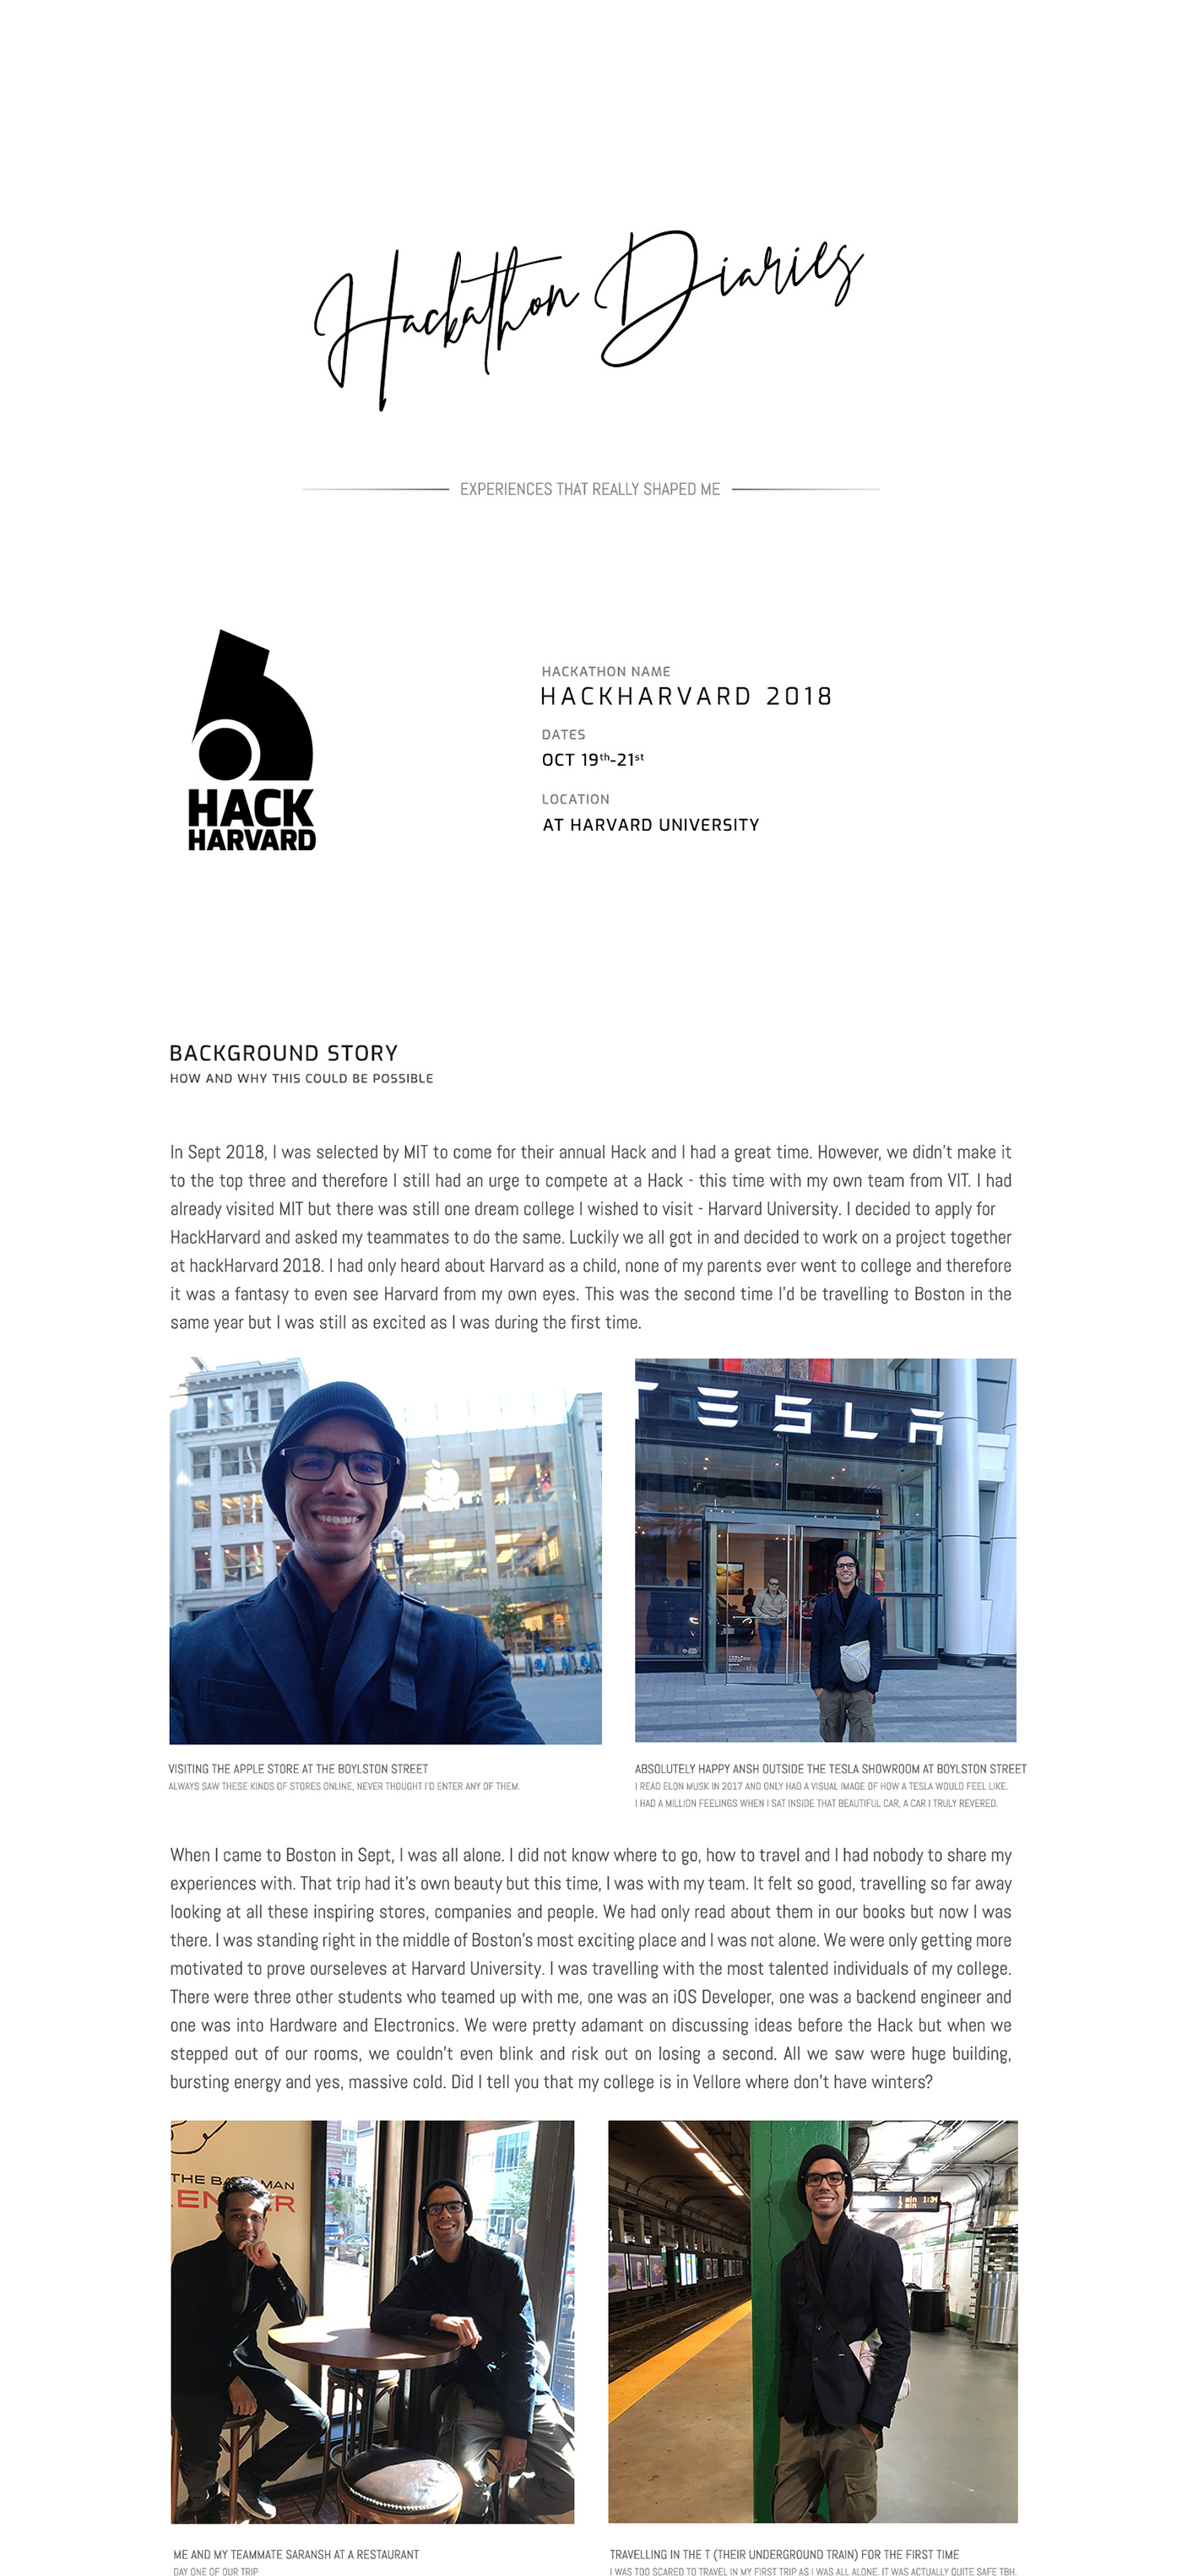 Hackathon Diaries
EXPERIENCES THAT REALLY SHAPED ME
HACK
HARVARD
HACKATHON NAME
HACKHARVARD 2018
DATES
OCT 19th-21st
LOCATION
AT HARVARD UNIVERSITY
BACKGROUND STORY
HOW AND WHY THIS COULD BE POSSIBLE
In Sept 2018, I was selected by MIT to come for their annual Hack and I had a great time. However, we didn't make it
to the top three and therefore I still had an urge to compete at a Hack - this time with my own team from VIT. I had
already visited MIT but there was still one dream college I wished to visit - Harvard University. I decided to apply for
HackHarvard and asked my teammates to do the same. Luckily we all got in and decided to work on a project together
at hackHarvard 2018. I had only heard about Harvard as a child, none of my parents ever went to college and therefore
it was a fantasy to even see Harvard from my own eyes. This was the second time I'd be travelling to Boston in the
same year but I was still as excited as I was during the first time.
TESLA
VISITING THE APPLE STORE AT THE BOYLSTON STREET
ALWAYS SAW THESE KINDS OF STORES ONLINE, NEVER THOUGHT I'D ENTER ANY OF THEM.
ABSOLUTELY HAPPY ANSH OUTSIDE THE TESLA SHOWROOM AT BOYLSTON STREET
I READ ELON MUSK IN 2017 AND ONLY HAD A VISUAL IMAGE OF HOW A TESLA WOULD FEEL LIKE.
I HAD A MILLION FEELINGS WHEN I SAT INSIDE THAT BEAUTIFUL CAR, A CAR I TRULY REVERED.
When I came to Boston in Sept, I was all alone. I did not know where to go, how to travel and I had nobody to share my
experiences with. That trip had it's own beauty but this time, I was with my team. It felt so good, travelling so far away
looking at all these inspiring stores, companies and people. We had only read about them in our books but now I was
there. I was standing right in the middle of Boston's most exciting place and I was not alone. We were only getting more
motivated to prove ourseleves at Harvard University. I was travelling with the most talented individuals of my college.
There were three other students who teamed up with me, one was an iOS Developer, one was a backend engineer and
one was into Hardware and Electronics. We were pretty adamant on discussing ideas before the Hack but when we
stepped out of our rooms, we couldn't even blink and risk out on losing a second. All we saw were huge building,
bursting energy and yes, massive cold. Did I tell you that my college is in Vellore where don't have winters?
THE BA MAN
EN ER
1 min 1:34
min
ME AND MY TEAMMATE SARANSH AT A RESTAURANT
DAY ONE OF OUR TRIP
TRAVELLING IN THE T (THEIR UNDERGROUND TRAIN) FOR THE FIRST TIME
I WAS TOO SCARED TO TRAVEL IN MY FIRST TRIP AS I WAS ALL ALONE. IT WAS ACTUALLY QUITE SAFE TBH.